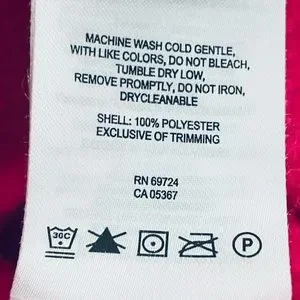 MACHINE WASH COLD GENTLE,
WITH LIKE COLORS, DO NOT BLEACH,
TUMBLE DRY LOW,
REMOVE PROMPTLY, DO NOT IRON,
DRYCLEANABLE
SHELL: 100% POLYESTER
EXCLUSIVE OF TRIMMING
RN 69724
CA 05367
30C P